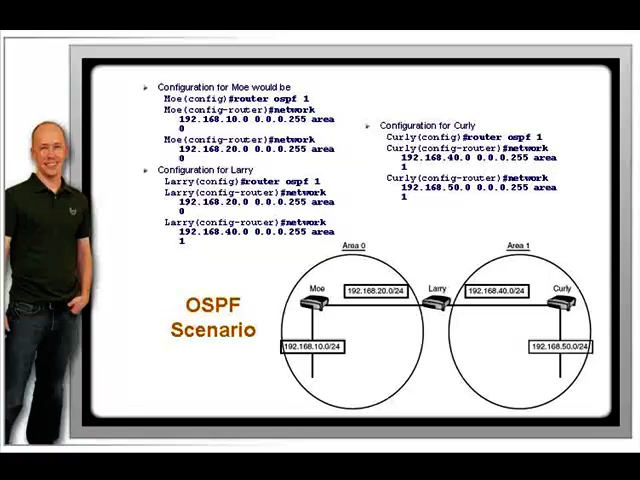 Configuration for Moe would be
Moe(config)#router ospf 1
Moe(config-router)#network
192.168.10.0 0.0.0.255 area
0
Moe(config-router)#network
192.168.20.0 0.0.0.255 area
0
Configuration for Larry
Larry(config)#router ospf 1
Larry(config-router)#network
192.168.20.0 0.0.0.255 area
0
Larry(config-router)#network
192.168.40.0 0.0.0.255 area
1
Configuration for Curly
Curly(config)#router ospf 1
Curly(config-router)#network
192.168.40.0 0.0.0.255 area
1
Curly(config-router)#network
192.168.50.0 0.0.0.255 area
1
OSPF
Scenario
Area 0
Area 1
Moe
192.168.20.0/24
Larry
192.168.40.0/24
Curly
192.168.10.0/24
192.168.50.0/24